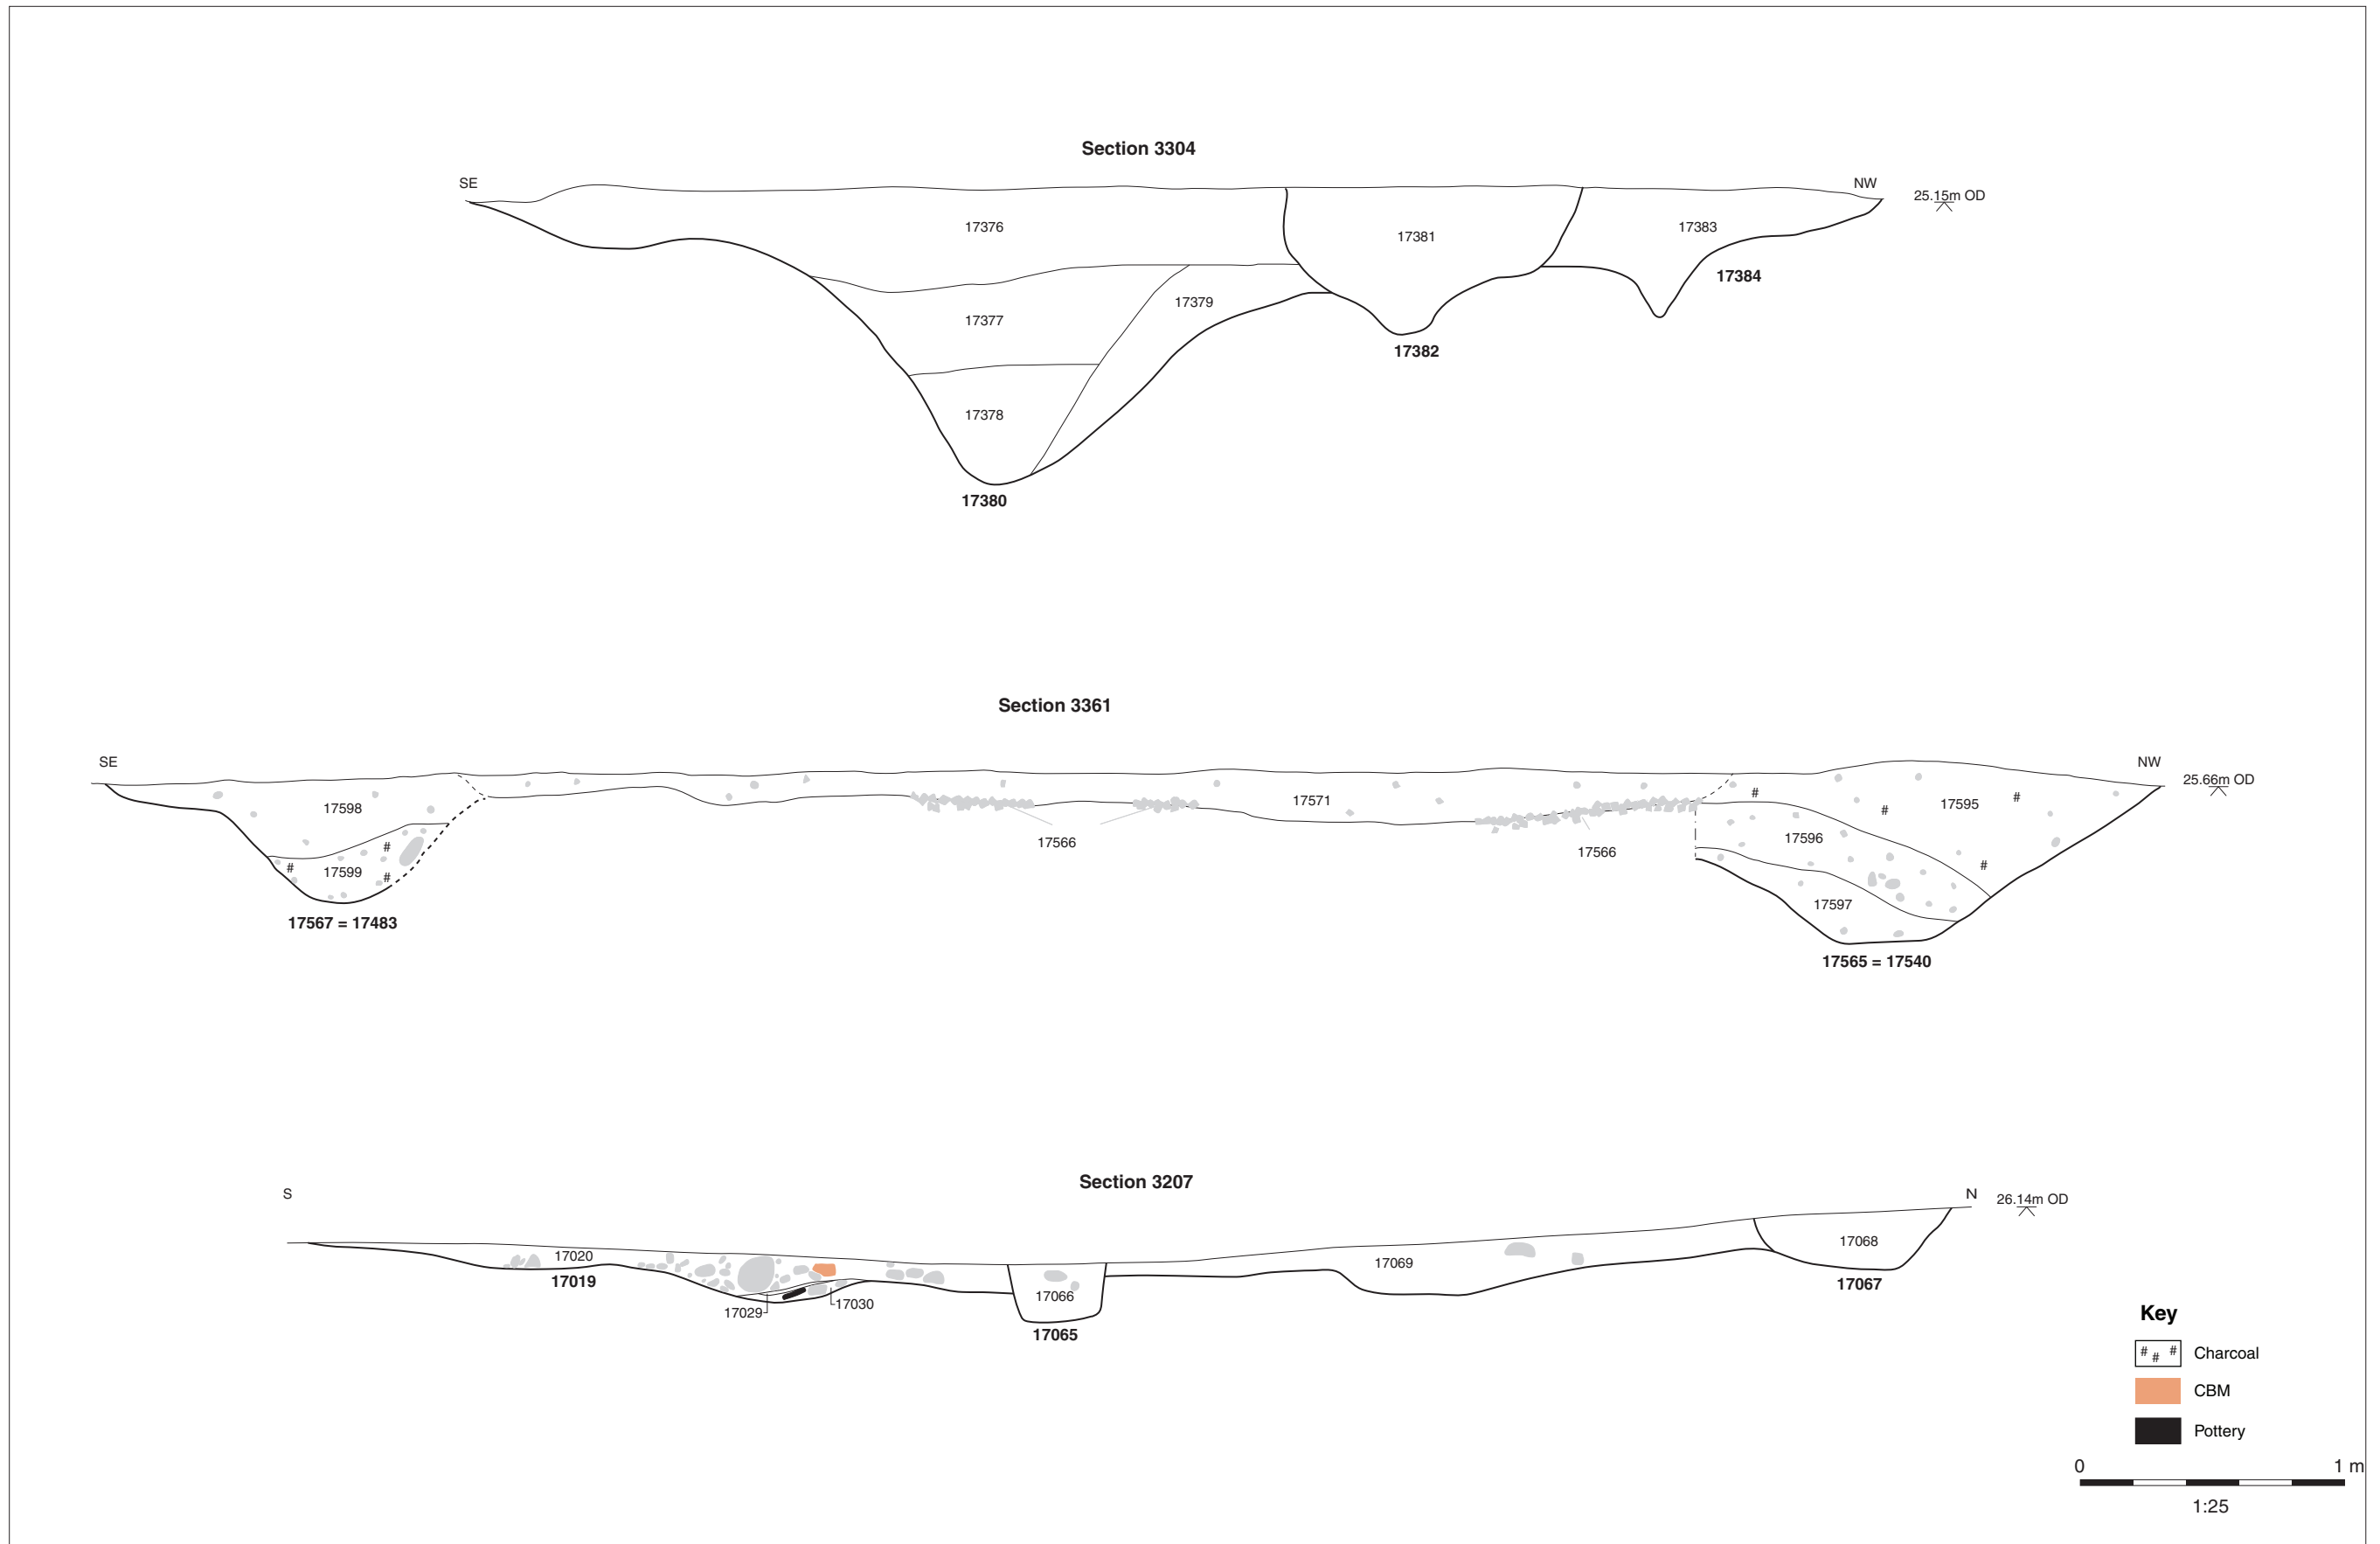 Section 3304
SE
NW
25.15m OD
17376
17381
17383
17384
17379
17377
17382
17378
17380
Section 3361
SE
NW
25.66m OD
17598
17571
# 17595 #
#
17566
17596
#
17566
#
# 17599
#
17597
17567 = 17483
17565 = 17540
Section 3207
S
N
26.14m OD
17020
17019
17069
17068
17067
17066
17029
17030
17065
Key
# # # Charcoal
CBM
Pottery
0 1 m
1:25